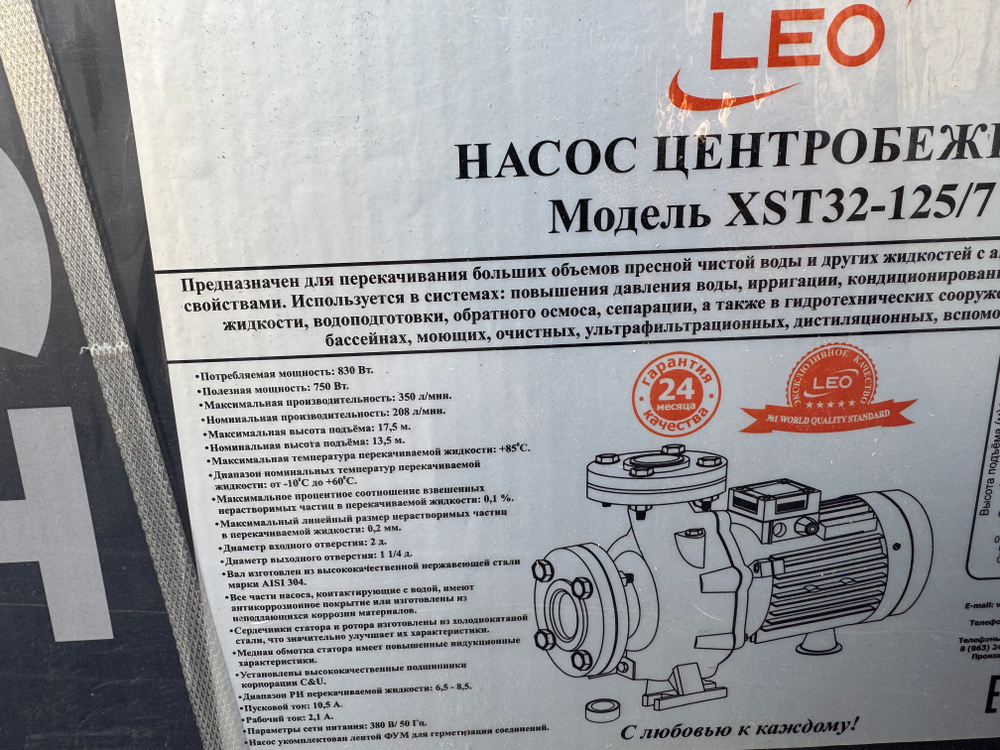 LEO
НАСОС ЦЕНТРОБЕЖ
Модель XST32-125/7
Предназначен для перекачивания больших объемов пресной чистой воды и других жидкостей с
свойствами. Используется в системах: повышения давления воды, ирригации,
жидкости, водоподготовки, обратного осмоса, сепарации, а также в гидротехнических
бассейнах, моющих, очистных, ультрафильтрационных, дистиляционных,
•Потребляемая мощность: 830 Вт.
•Полезная мощность: 750 Вт.
•Максимальная производительность: 350 л/мин.
•Номинальная производительность: 208 л/мин.
•Максимальная высота подъёма: 17,5 м.
•Номинальная высота подъёма: 13,5 м.
•Максимальная температура перекачиваемой жидкости: +85°С.
•Диапазон номинальных температур перекачиваемой
жидкости: от -10°С до +60°С.
•Максимальное процентное соотношение взвешенных
нерастворимых частиц в перекачиваемой жидкости: 0,1 %.
•Максимальный линейный размер нерастворимых частиц
в перекачиваемой жидкости: 0,2 мм.
•Диаметр входного отверстия: 2 д.
•Диаметр выходного отверстия: 1 1/4 д.
•Вал изготовлен из высококачественной нержавеющей стали
марки AISI 304.
•Все части насоса, контактирующие с водой, имеют
антикоррозионное покрытие или изготовлены из
неподдающихся коррозии материалов.
•Сердечники статора и ротора изготовлены из холоднокатаной
стали, что значительно улучшает их характеристики.
•Медная обмотка статора имеет повышенные индукционные
характеристики.
•Установлены высококачественные подшипники
корпорации C&U.
•Диапазон PH перекачиваемой жидкости: 6,5 - 8,5.
•Пусковой ток: 10,5 А.
•Рабочий ток: 2,1 А.
•Параметры сети питания: 380 В/ 50 Гц.
•Насос укомплектован лентой ФУМ для герметизации соединений.
гарантия
24
месяца
качества
ЭКСКЛЮЗИВНОЕ КАЧЕСТВО
LEO
№1 WORLD QUALITY STANDARD
С любовью к каждому!
Высота подъёма
E-mail:
8 (863)